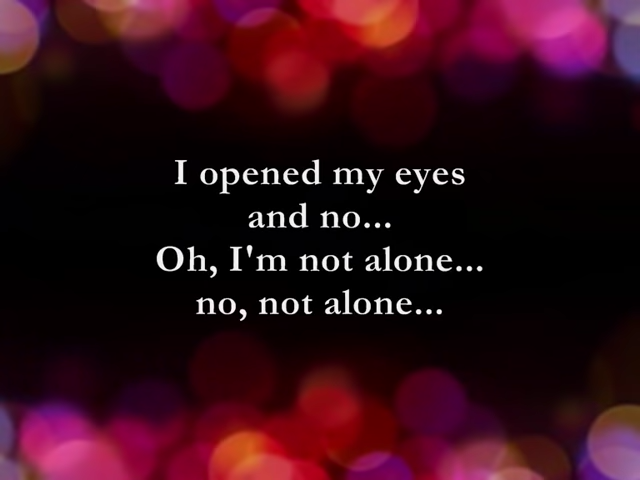 I opened my eyes
and no...
Oh, I'm not alone...
no, not alone...